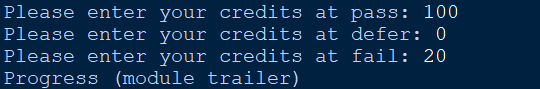 Please enter your credits at pass: 100
Please enter your credits at defer: 0
Please enter your credits at fail: 20
Progress (module trailer)